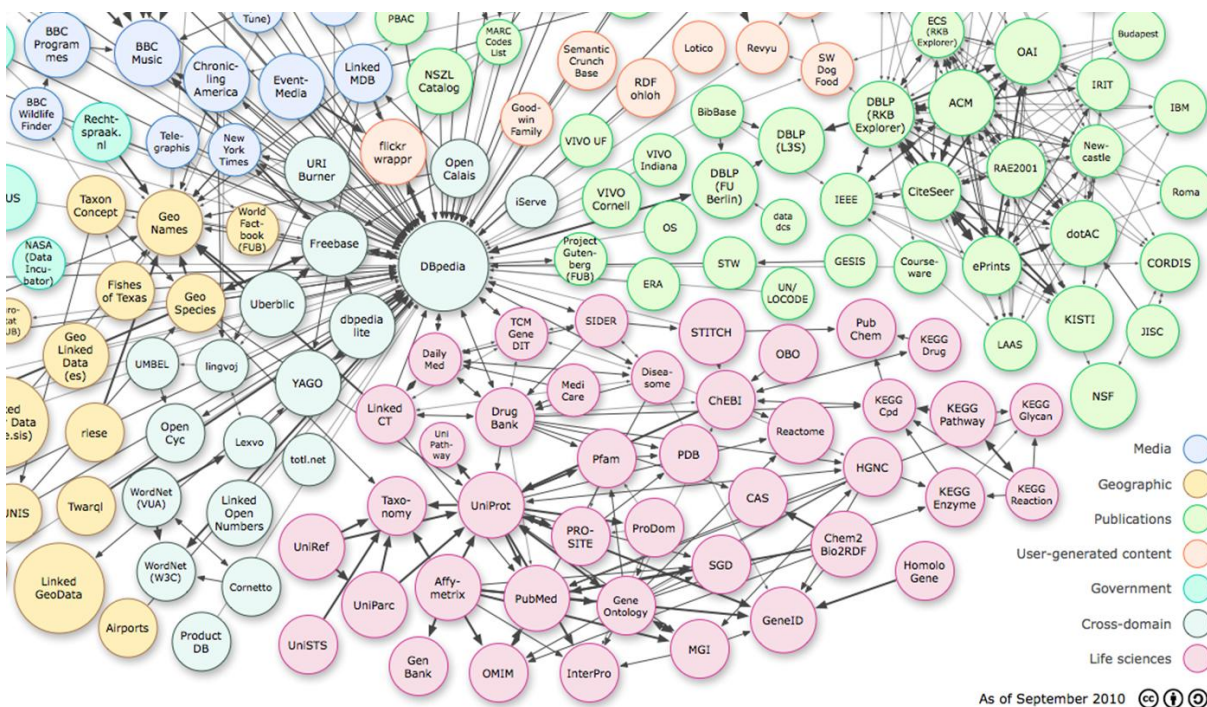 Tune)
PBAC
BBC
Program
mes
BBC
Music
Chronic-
ling
America
Event-
Media
Linked
MDB
MARC
Codes
List
NSZL
Catalog
Semantic
Crunch
Base
RDF
ohloh
Lotico
Revyu
SW
Dog
Food
ECS
(RKB
Explorer)
OAI
Budapest
BBC
Wildlife
Finder
Recht-
spraak.
nl
Tele-
graphis
New
York
Times
URI
Burner
flickr
wrappr
Open
Calais
Good-
win
Family
iServe
VIVO UF
VIVO
Indiana
VIVO
Cornell
BibBase
DBLP
(L3S)
DBLP
(RKB
Explorer)
ACM
IRIT
IBM
New-
castle
RAE2001
DBLP
(FU
Berlin)
data
dcs
IEEE
CiteSeer
Roma
dotAC
US
Taxon
Concept
Geo
Names
World
Fact-
book
(FUB)
Freebase
DBpedia
Project
Guten-
berg
(FUB)
OS
STW
ERA
UN/
LOCODE
GESIS
Course-
ware
ePrints
CORDIS
NASA
(Data
Incu-
bator)
Fishes
of Texas
Geo
Species
Uberblic
dbpedia
lite
TCM
Gene
DIT
SIDER
STITCH
Pub
Chem
KEGG
Drug
LAAS
KISTI
JISC
NSF
Geo
Linked
Data
(es)
UMBEL
lingvoj
YAGO
Daily
Med
Linked
CT
Drug
Bank
Medi
Care
Disea-
some
OBO
ChEBI
KEGG
Cpd
KEGG
Pathway
KEGG
Glycan
riese
Open
Cyc
Lexvo
totl.net
Uni
Path-
way
Pfam
PDB
Reactome
HGNC
CAS
KEGG
Enzyme
KEGG
Reaction
Twarql
WordNet
(VUA)
Linked
Open
Numbers
Taxo-
nomy
UniProt
PRO-
SITE
ProDom
Chem2
Bio2RDF
Homolo
Gene
Linked
GeoData
WordNet
(W3C)
Cornetto
UniRef
UniParc
Affy-
metrix
PubMed
Gene
Ontology
SGD
GeneID
Airports
Product
DB
UniSTS
Gen
Bank
OMIM
InterPro
MGI
Media
Geographic
Publications
User-generated content
Government
Cross-domain
Life sciences
As of September 2010